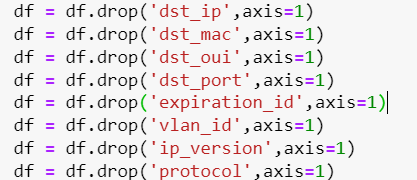 df = df.drop('dst_ip',axis=1)
df = df.drop('dst_mac',axis=1)
df = df.drop('dst_oui',axis=1)
df = df.drop('dst_port',axis=1)
df = df.drop('expiration_id',axis=1)
df = df.drop('vlan_id',axis=1)
df = df.drop('ip_version',axis=1)
df = df.drop('protocol',axis=1)